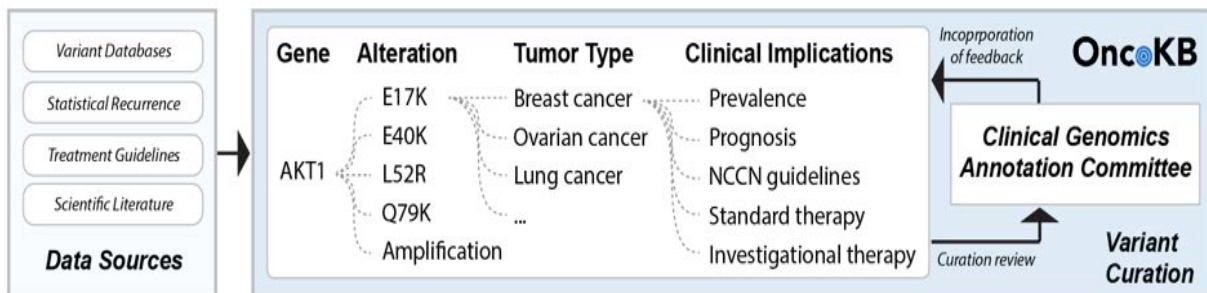 Variant Databases
Statistical Recurrence
Treatment Guidelines
Scientific Literature
Data Sources
Gene Alteration Tumor Type Clinical Implications
E17K Breast cancer Prevalence
E40K Ovarian cancer Prognosis
AKT1 L52R Lung cancer NCCN guidelines
Q79K ... Standard therapy
Amplification Investigational therapy
Incoprporation
of feedback
OncoKB
Clinical Genomics
Annotation Committee
Curation review
Variant
Curation